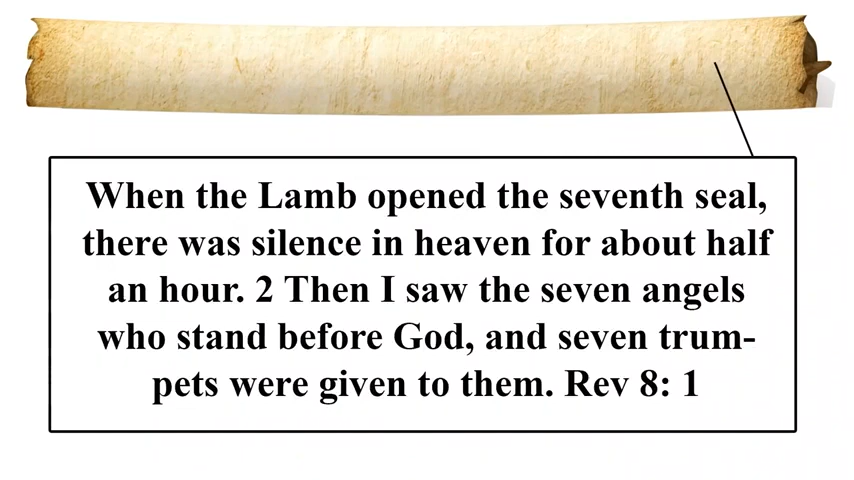 When the Lamb opened the seventh seal,
there was silence in heaven for about half
an hour. 2 Then I saw the seven angels
who stand before God, and seven trum-
pets were given to them. Rev 8: 1